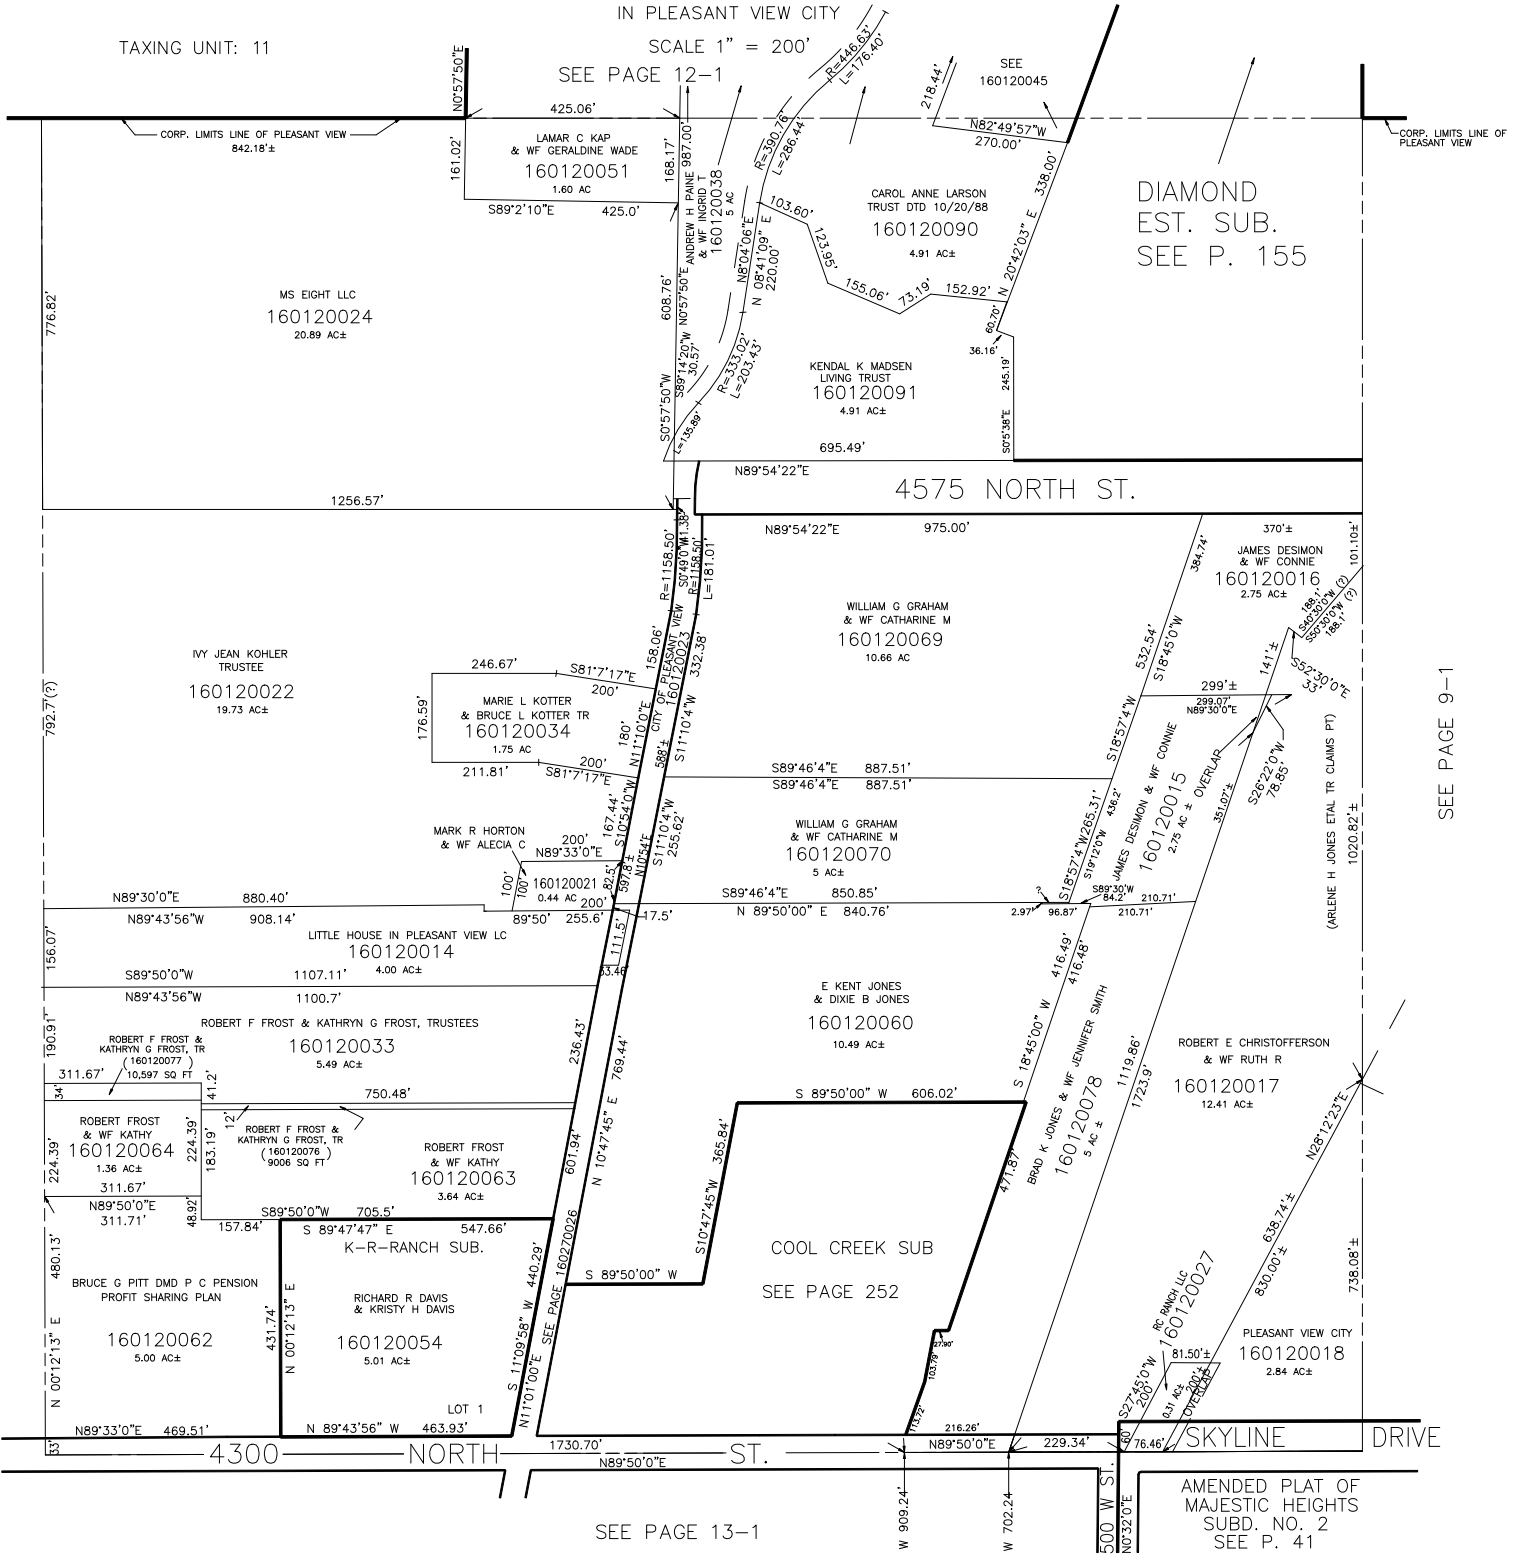 IN PLEASANT VIEW CITY
TAXING UNIT: 11
SCALE 1" = 200'
SEE PAGE 12-1
N0°57'50"E
425.06'
CORP. LIMITS LINE OF PLEASANT VIEW
842.18'±
161.02'
LAMAR C KAP
& WF GERALDINE WADE
160120051
1.60 AC
168.17'
S89°2'10"E
425.0'
987.00'
ANDREW H PAINE
& WF INGRID T
160120038
5 AC
R=446.63'
L=176.40'
R=390.76'
L=286.44'
218.44'
SEE
160120045
N82°49'57"W
270.00'
338.00'
N 20°42'03" E
CORP. LIMITS LINE OF
PLEASANT VIEW
DIAMOND
EST. SUB.
SEE P. 155
CAROL ANNE LARSON
TRUST DTD 10/20/88
160120090
4.91 AC±
103.60'
123.95'
155.06'
73.19'
152.92'
60.70'
36.16'
245.19'
S0°5'38"E
N8°04'06"E
N 08°41'09" E
220.00'
776.82'
MS EIGHT LLC
160120024
20.89 AC±
608.76'
N0°57'50"E
S89°14'20"W
30.57'
S0°57'50"W
R=333.02'
L=203.43'
L=135.89'
KENDAL K MADSEN
LIVING TRUST
160120091
4.91 AC±
695.49'
N89°54'22"E
4575 NORTH ST.
1256.57'
N89°54'22"E
975.00'
R=1158.50'
S0°49'0"W
41.38'
R=1158.50'
L=181.01'
384.74'
370'±
101.10±'
JAMES DESIMON
& WF CONNIE
160120016
2.75 AC±
188.1'
S40°30'0"W (?)
S50°30'0"W (?)
188.1'
S52°30'0"E
33'
141'±
WILLIAM G GRAHAM
& WF CATHARINE M
160120069
10.66 AC
532.54'
S18°45'0"W
S18°57'4"W
IVY JEAN KOHLER
TRUSTEE
160120022
19.73 AC±
792.7'(?)
246.67'
S81°7'17"E
200'
176.59'
MARIE L KOTTER
& BRUCE L KOTTER TR
160120034
1.75 AC
211.81'
200'
S81°7'17"E
158.06'
180'
N11°10'0"E
CITY OF PLEASANT VIEW
160120023
588'±
332.38'
S11°10'4"W
299'±
299.07'
N89°30'0"E
SEE PAGE 9-1
(ARLENE H JONES ETAL TR CLAIMS PT)
1020.82'±
S26°22'0"W
78.85'
OVERLAP
351.07'±
S89°46'4"E
887.51'
S89°46'4"E
887.51'
JAMES DESIMON & WF CONNIE
160120015
2.75 AC ±
265.31'
S18°57'4"W
436.2'
S19°12'0"W
WILLIAM G GRAHAM
& WF CATHARINE M
160120070
5 AC±
167.44'
S10°54'0"W
N10°54'E
S11°10'4"W
255.62'
MARK R HORTON
& WF ALECIA C
200'
N89°33'0"E
100'
100'
160120021
0.44 AC
82.5'
597.8'±
200'
89°50'
255.6'
17.5'
N89°30'0"E
880.40'
N89°43'56"W
908.14'
S89°46'4"E
850.85'
N 89°50'00" E
840.76'
?
2.97'
96.87'
S89°30'W
84.2'
210.71'
210.71'
156.07'
LITTLE HOUSE IN PLEASANT VIEW LC
160120014
4.00 AC±
111.5'
33.46'
S89°50'0"W
1107.11'
N89°43'56"W
1100.7'
416.49'
416.48'
S 18°45'00" W
190.91'
ROBERT F FROST & KATHRYN G FROST, TRUSTEES
160120033
5.49 AC±
ROBERT F FROST &
KATHRYN G FROST, TR
(160120077)
10,597 SQ FT
E KENT JONES
& DIXIE B JONES
160120060
10.49 AC±
BRAD K JONES & WF JENNIFER SMITH
160120078
5 AC ±
1119.86'
1723.9'
ROBERT E CHRISTOFFERSON
& WF RUTH R
160120017
12.41 AC±
236.43'
769.44'
N 10°47'45" E
311.67'
34'
41.2'
750.48'
12'
S 89°50'00" W
606.02'
ROBERT FROST
& WF KATHY
160120064
1.36 AC±
224.39'
224.39'
183.19'
ROBERT F FROST &
KATHRYN G FROST, TR
(160120076)
9006 SQ FT
ROBERT FROST
& WF KATHY
160120063
3.64 AC±
601.94'
365.84'
S10°47'45"W
471.87'
N28°12'23"E
638.74'±
830.00'±
311.67'
N89°50'0"E
311.71'
48.92'
157.84'
S89°50'0"W
705.5'
S 89°47'47" E
547.66'
K-R-RANCH SUB.
480.13'
N 00°12'13" E
BRUCE G PITT DMD P C PENSION
PROFIT SHARING PLAN
160120062
5.00 AC±
431.74'
N 00°12'13" E
RICHARD R DAVIS
& KRISTY H DAVIS
160120054
5.01 AC±
440.29'
S 11°09'58" W
SEE PAGE 160270026
N11°01'00"E
S 89°50'00" W
COOL CREEK SUB
SEE PAGE 252
27.90'
103.79'
113.72'
738.08'±
RC RANCH LLC
160120027
PLEASANT VIEW CITY
160120018
2.84 AC±
81.50'±
S27°45'0"W
200'
0.31 AC±
200'±
OVERLAP
LOT 1
N89°33'0"E
469.51'
N 89°43'56" W
463.93'
33'
4300 NORTH ST.
1730.70'
N89°50'0"E
216.26'
N89°50'0"E
229.34'
60'
76.46'
SKYLINE DRIVE
W 909.24'
W 702.24
500 W ST.
N0°32'0"E
SEE PAGE 13-1
AMENDED PLAT OF
MAJESTIC HEIGHTS
SUBD. NO. 2
SEE P. 41